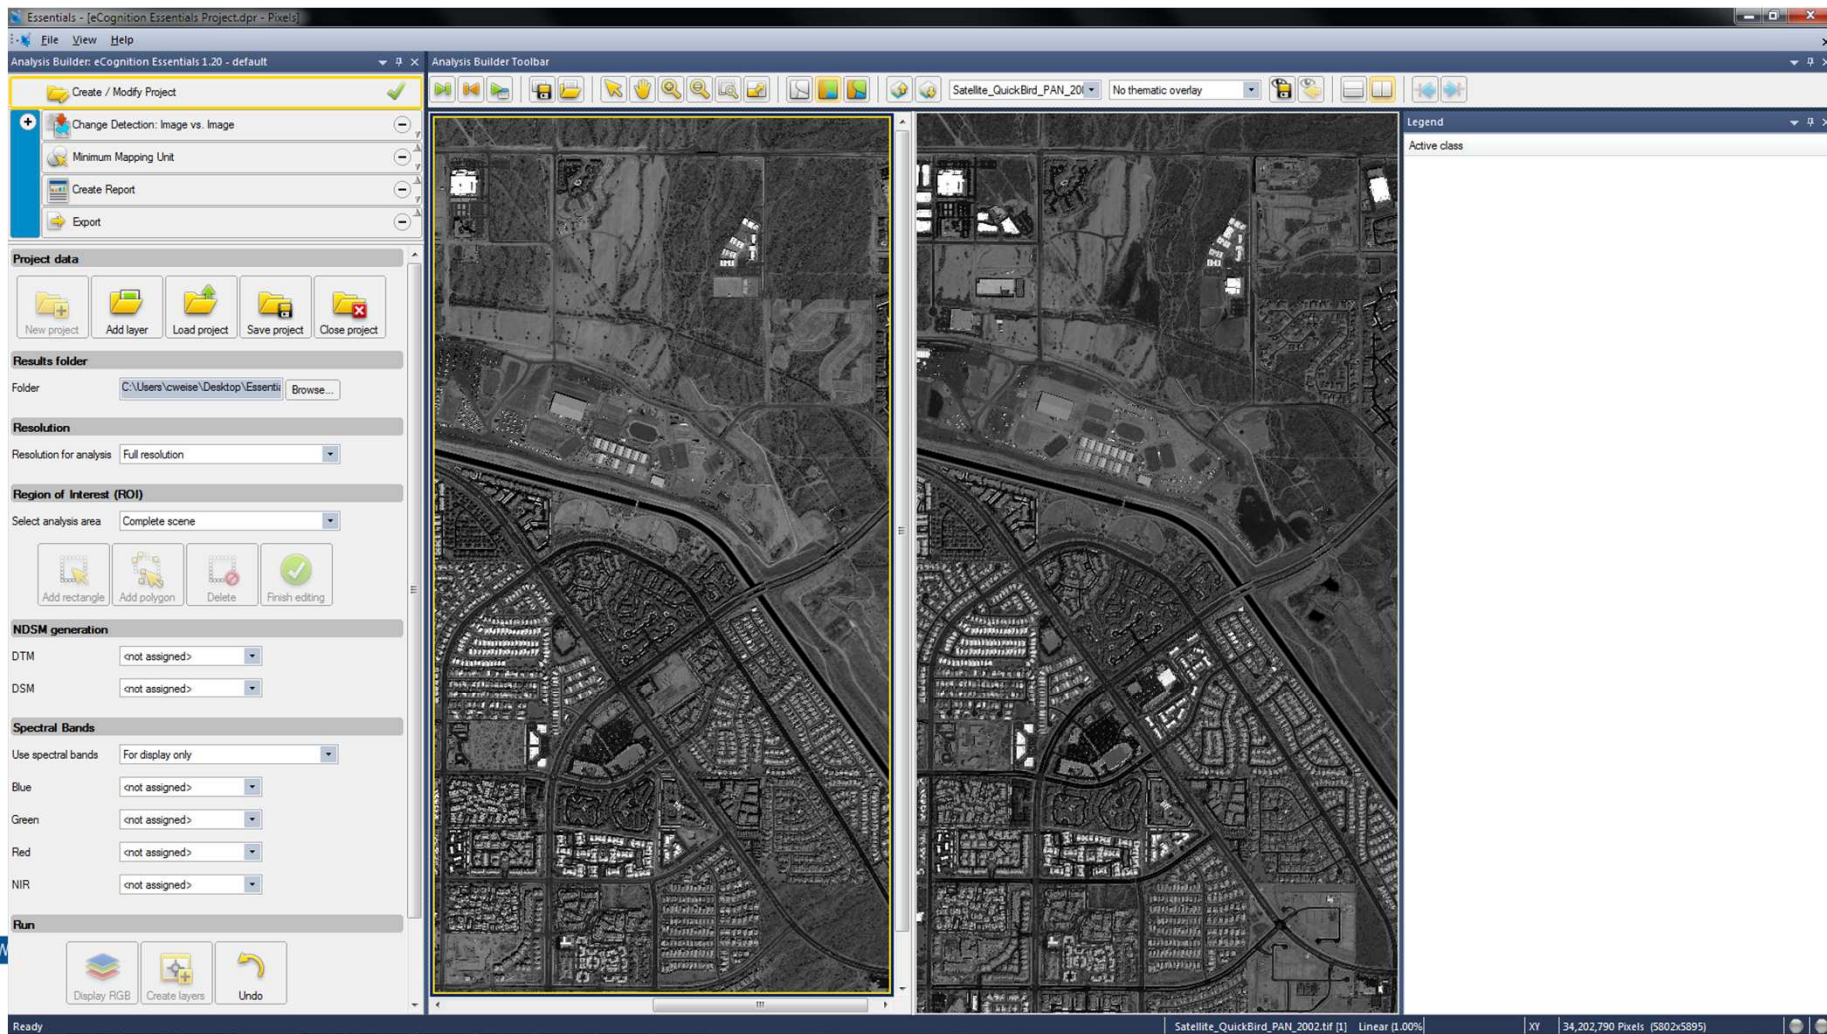 Essentials - [eCognition Essentials Project.dpr - Pixels]
File View Help
Analysis Builder: eCognition Essentials 1.20 - default
Analysis Builder Toolbar
Create / Modify Project
Change Detection: Image vs. Image
Minimum Mapping Unit
Create Report
Export
Satellite_QuickBird_PAN_200
No thematic overlay
Legend
Active class
Project data
New project
Add layer
Load project
Save project
Close project
Results folder
Folder
C:\Users\cweise\Desktop\Essentia
Browse...
Resolution
Resolution for analysis
Full resolution
Region of Interest (ROI)
Select analysis area
Complete scene
Add rectangle
Add polygon
Delete
Finish editing
NDSM generation
DTM
<not assigned>
DSM
<not assigned>
Spectral Bands
Use spectral bands
For display only
Blue
<not assigned>
Green
<not assigned>
Red
<not assigned>
NIR
<not assigned>
Run
Display RGB
Create layers
Undo
Ready
Satellite_QuickBird_PAN_2002.tif [1] Linear (1.00%
XY
34,202,790 Pixels (5802x5895)